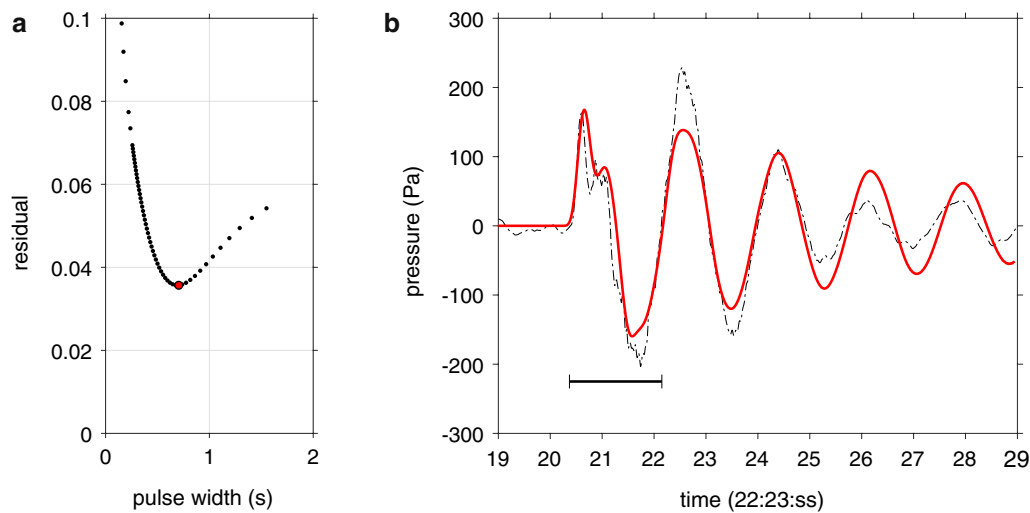 a
residual
0.1
0.08
0.06
0.04
0.02
0
0 1 2
pulse width (s)
b
pressure (Pa)
300
200
100
0
-100
-200
-300
19 20 21 22 23 24 25 26 27 28 29
time (22:23:ss)